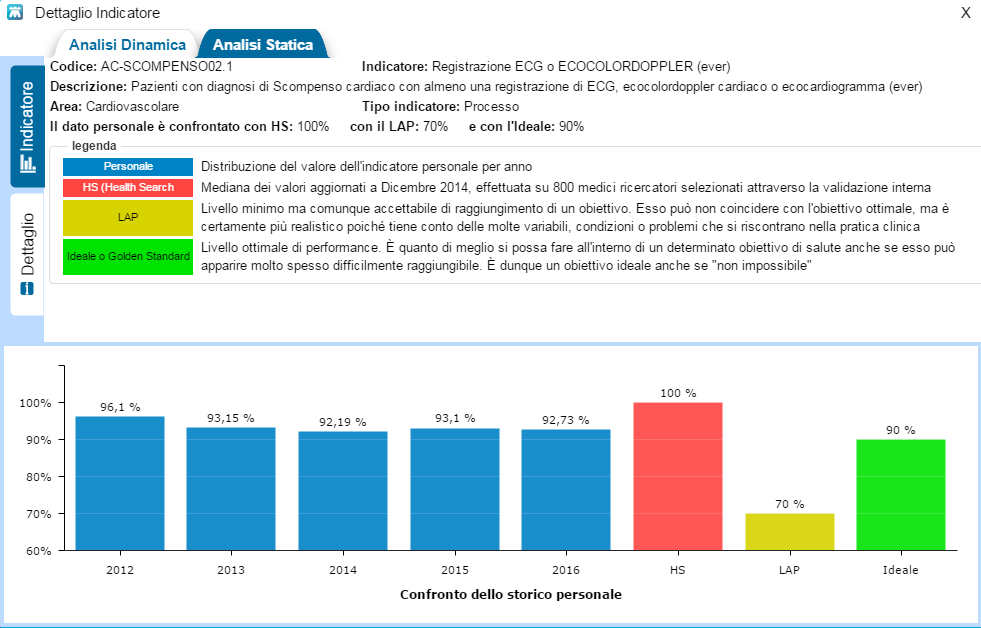 Dettaglio Indicatore
X
Analisi Dinamica
Analisi Statica
Indicatore
Dettaglio
Codice: AC-SCOMPENSO02.1
Indicatore: Registrazione ECG o ECOCOLORDOPPLER (ever)
Descrizione: Pazienti con diagnosi di Scompenso cardiaco con almeno una registrazione di ECG, ecocolordoppler cardiaco o ecocardiogramma (ever)
Area: Cardiovascolare
Tipo indicatore: Processo
Il dato personale è confrontato con HS: 100% con il LAP: 70% e con l'Ideale: 90%
legenda
Personale
Distribuzione del valore dell'indicatore personale per anno
HS (Health Search
Mediana dei valori aggiornati a Dicembre 2014, effettuata su 800 medici ricercatori selezionati attraverso la validazione interna
LAP
Livello minimo ma comunque accettabile di raggiungimento di un obiettivo. Esso può non coincidere con l'obiettivo ottimale, ma è
certamente più realistico poiché tiene conto delle molte variabili, condizioni o problemi che si riscontrano nella pratica clinica
Ideale o Golden Standard
Livello ottimale di performance. È quanto di meglio si possa fare all'interno di un determinato obiettivo di salute anche se esso può
apparire molto spesso difficilmente raggiungibile. È dunque un obiettivo ideale anche se "non impossibile"
100%
90%
80%
70%
60%
96,1 %
93,15 %
92,19 %
93,1 %
92,73 %
100 %
70 %
90 %
2012
2013
2014
2015
2016
HS
LAP
Ideale
Confronto dello storico personale